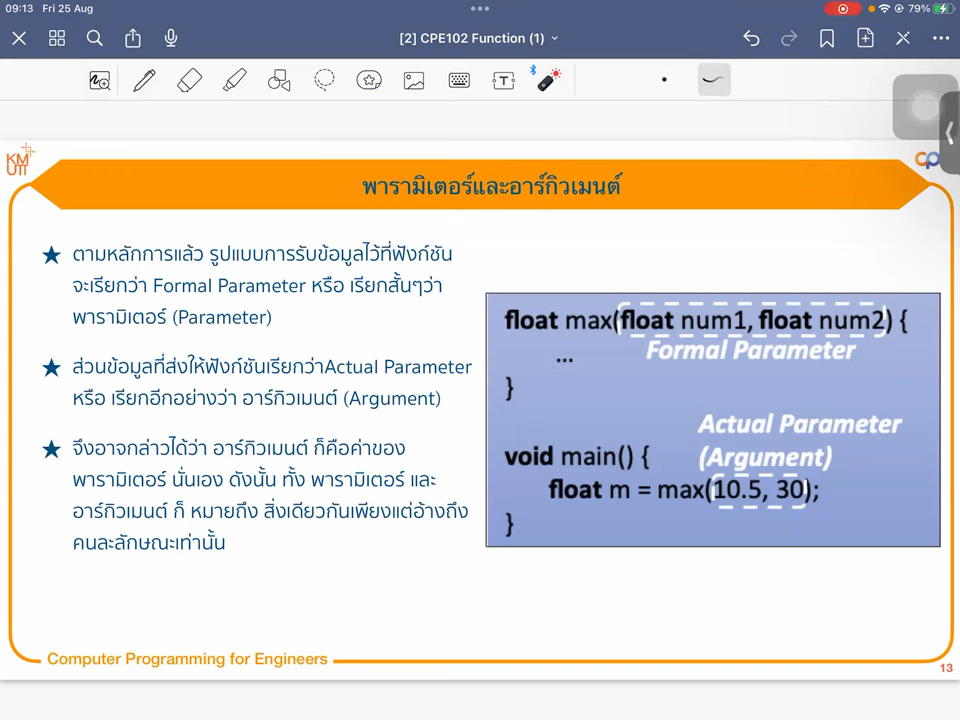 09:13 Fri 25 Aug 79%
[2] CPE102 Function (1)
T
KM
UTT
cp
พารามิเตอร์และอาร์กิวเมนต์
ตามหลักการแล้ว รูปแบบการรับข้อมูลไว้ที่ฟังก์ชัน
จะเรียกว่า Formal Parameter หรือ เรียกสั้นๆว่า
พารามิเตอร์ (Parameter)
ส่วนข้อมูลที่ส่งให้ฟังก์ชันเรียกว่าActual Parameter
หรือ เรียกอีกอย่างว่า อาร์กิวเมนต์ (Argument)
จึงอาจกล่าวได้ว่า อาร์กิวเมนต์ ก็คือค่าของ
พารามิเตอร์ นั่นเอง ดังนั้น ทั้ง พารามิเตอร์ และ
อาร์กิวเมนต์ ก็ หมายถึง สิ่งเดียวกันเพียงแต่อ้างถึง
คนละลักษณะเท่านั้น
float max(float num1, float num2) {
Formal Parameter
...
}
Actual Parameter
(Argument)
void main() {
float m = max(10.5, 30);
}
Computer Programming for Engineers
13